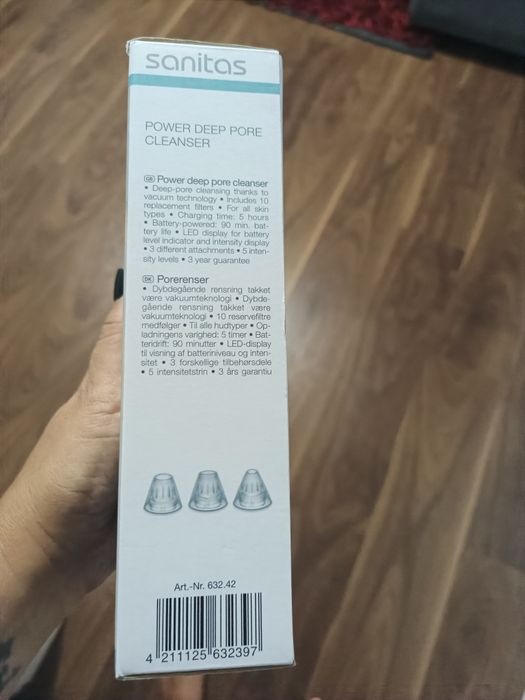 sanitas
POWER DEEP PORE
CLEANSER
GB Power deep pore cleanser
• Deep-pore cleansing thanks to
vacuum technology • Includes 10
replacement filters • For all skin
types • Charging time: 5 hours
• Battery-powered: 90 min. bat-
tery life • LED display for battery
level indicator and intensity display
• 3 different attachments • 5 inten-
sity levels • 3 year guarantee
DK Porerenser
• Dybdegående rensning takket
være vakuumteknologi • Dybde-
gående rensning takket være
vakuumteknologi • 10 reservefiltre
medfølger • Til alle hudtyper • Op-
ladningens varighed: 5 timer • Bat-
teridrift: 90 minutter • LED-display
til visning af batteriniveau og inten-
sitet • 3 forskellige tilbehørsdele
• 5 intensitetstrin • 3 års garantiu
Art.-Nr. 632.42
4 211125 632397